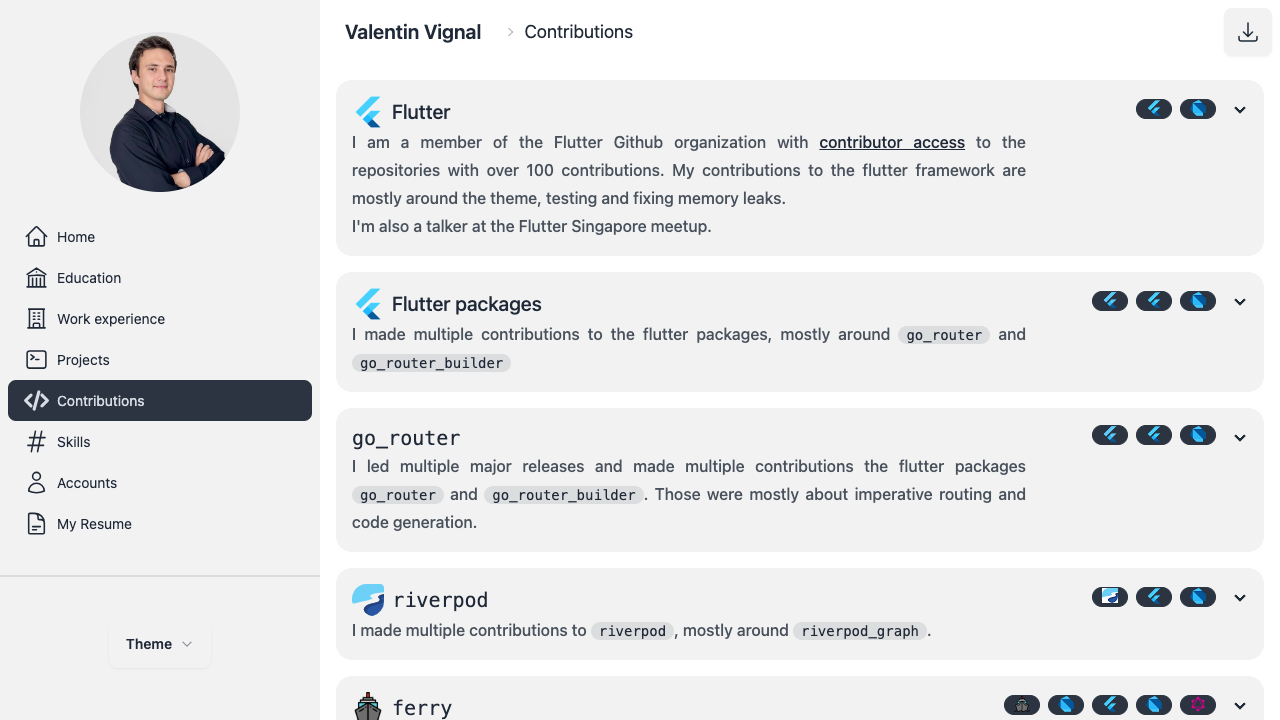 Valentin Vignal
Contributions
Home
Education
Work experience
Projects
Contributions
Skills
Accounts
My Resume
Theme
Flutter
I am a member of the Flutter Github organization with contributor access to the
repositories with over 100 contributions. My contributions to the flutter framework are
mostly around the theme, testing and fixing memory leaks.
I'm also a talker at the Flutter Singapore meetup.
Flutter packages
I made multiple contributions to the flutter packages, mostly around go_router and
go_router_builder
go_router
I led multiple major releases and made multiple contributions the flutter packages
go_router and go_router_builder. Those were mostly about imperative routing and
code generation.
riverpod
I made multiple contributions to riverpod, mostly around riverpod_graph.
ferry